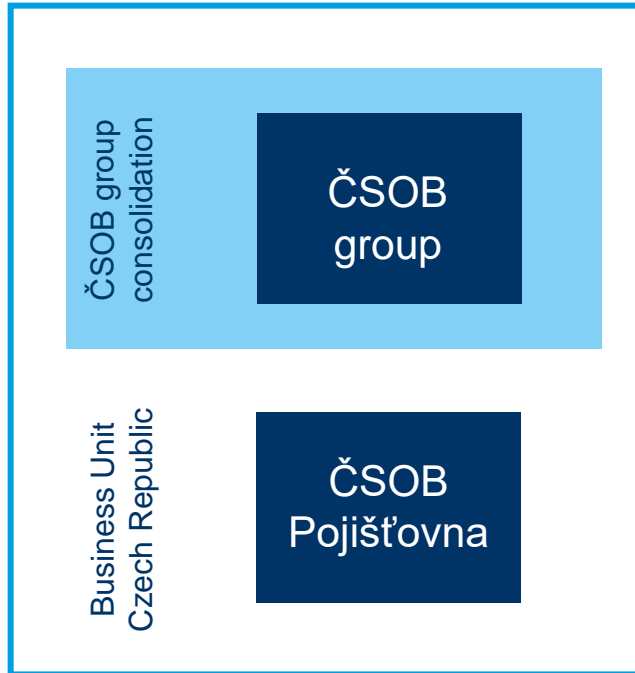 ČSOB group
consolidation
ČSOB
group
Business Unit
Czech Republic
ČSOB
Pojišťovna